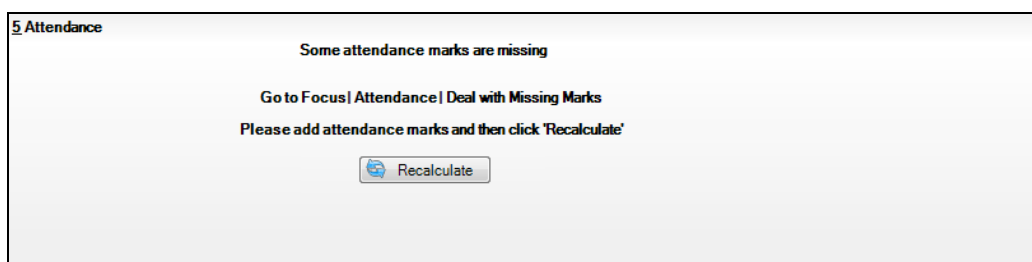 5 Attendance
Some attendance marks are missing
Go to Focus | Attendance | Deal with Missing Marks
Please add attendance marks and then click 'Recalculate'
Recalculate